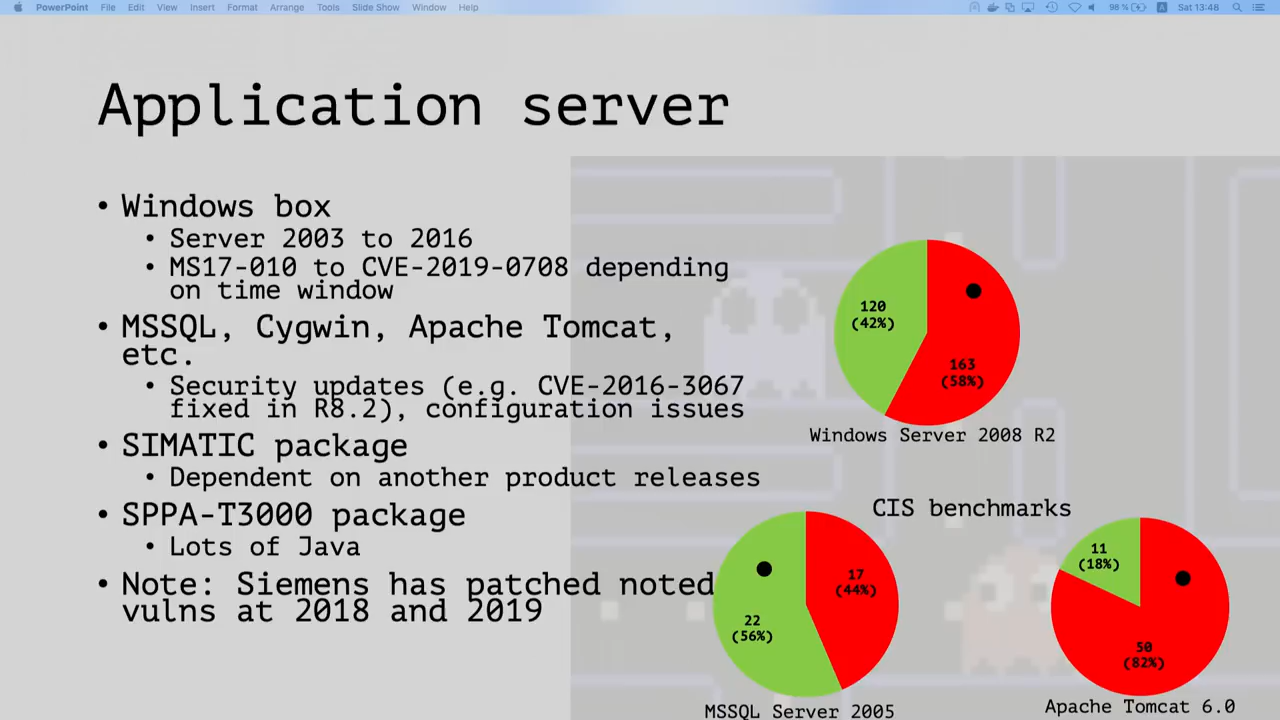 PowerPoint File Edit View Insert Format Arrange Tools Slide Show Window Help
98 % A Sat 13:48
Application server
• Windows box
• Server 2003 to 2016
• MS17-010 to CVE-2019-0708 depending
on time window
• MSSQL, Cygwin, Apache Tomcat,
etc.
• Security updates (e.g. CVE-2016-3067
fixed in R8.2), configuration issues
• SIMATIC package
• Dependent on another product releases
• SPPA-T3000 package
• Lots of Java
• Note: Siemens has patched noted
vulns at 2018 and 2019
120
(42%)
163
(58%)
Windows Server 2008 R2
CIS benchmarks
17
(44%)
22
(56%)
MSSQL Server 2005
11
(18%)
50
(82%)
Apache Tomcat 6.0